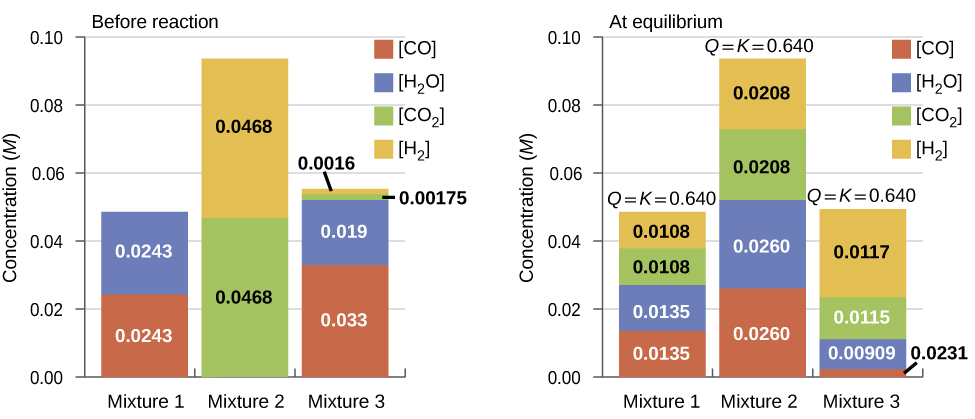 Before reaction
0.10
0.08
0.06
0.04
0.02
0.00
Concentration (M)
[CO]
[H₂O]
[CO₂]
[H₂]
0.0243
0.0243
0.0468
0.0468
0.0016
0.00175
0.019
0.033
Mixture 1 Mixture 2 Mixture 3
At equilibrium
0.10
0.08
0.06
0.04
0.02
0.00
Concentration (M)
[CO]
[H₂O]
[CO₂]
[H₂]
Q = K = 0.640
0.0108
0.0108
0.0135
0.0135
Q = K = 0.640
0.0208
0.0208
0.0260
0.0260
Q = K = 0.640
0.0117
0.0115
0.00909
0.0231
Mixture 1 Mixture 2 Mixture 3